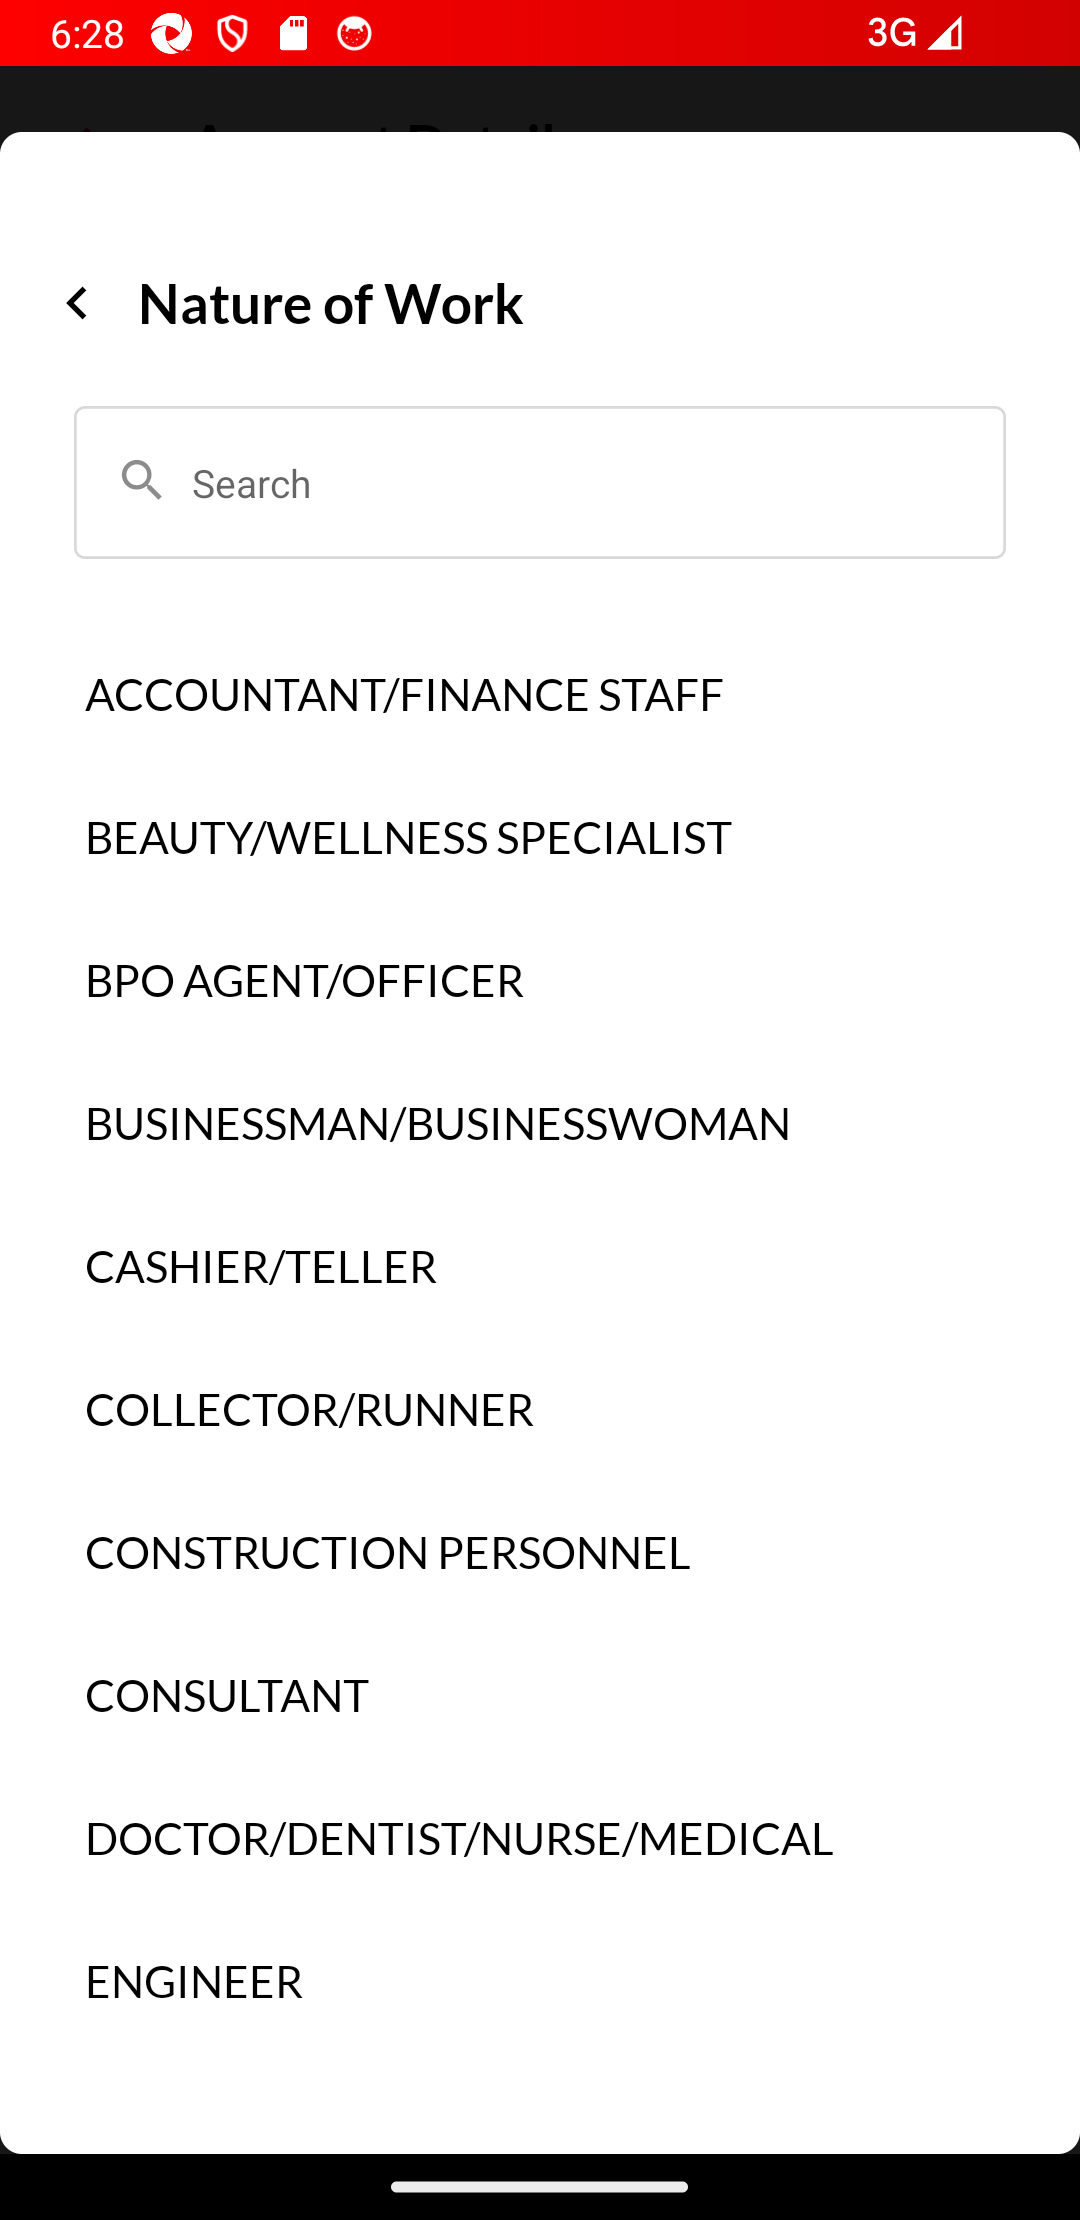 6:28
3G
Nature of Work
Search
ACCOUNTANT/FINANCE STAFF
BEAUTY/WELLNESS SPECIALIST
BPO AGENT/OFFICER
BUSINESSMAN/BUSINESSWOMAN
CASHIER/TELLER
COLLECTOR/RUNNER
CONSTRUCTION PERSONNEL
CONSULTANT
DOCTOR/DENTIST/NURSE/MEDICAL
ENGINEER